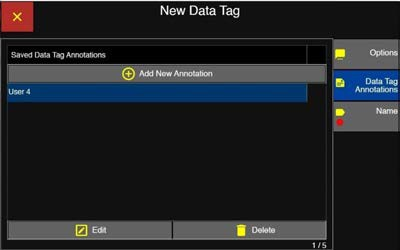 New Data Tag
Saved Data Tag Annotations
Add New Annotation
User 4
Edit
Delete
1 / 5
Options
Data Tag
Annotations
Name